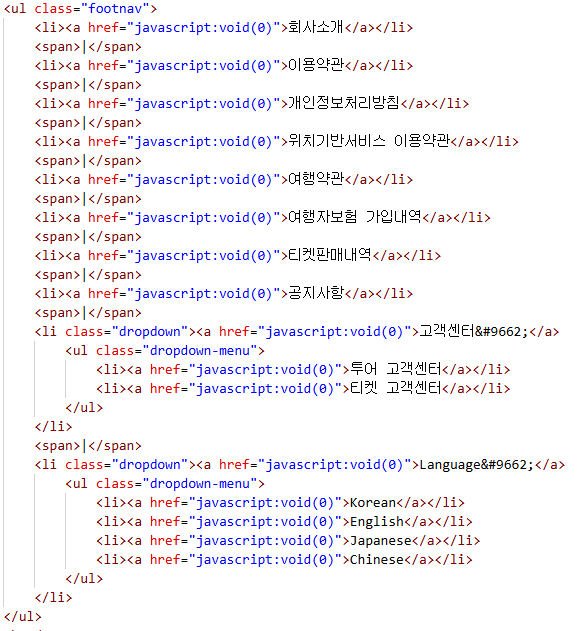 <ul class="footnav">
<li><a href="javascript:void(0)">회사소개</a></li>
<span>|</span>
<li><a href="javascript:void(0)">이용약관</a></li>
<span>|</span>
<li><a href="javascript:void(0)">개인정보처리방침</a></li>
<span>|</span>
<li><a href="javascript:void(0)">위치기반서비스 이용약관</a></li>
<span>|</span>
<li><a href="javascript:void(0)">여행약관</a></li>
<span>|</span>
<li><a href="javascript:void(0)">여행자보험 가입내역</a></li>
<span>|</span>
<li><a href="javascript:void(0)">티켓판매내역</a></li>
<span>|</span>
<li><a href="javascript:void(0)">공지사항</a></li>
<span>|</span>
<li class="dropdown"><a href="javascript:void(0)">고객센터&#9662;</a>
<ul class="dropdown-menu">
<li><a href="javascript:void(0)">투어 고객센터</a></li>
<li><a href="javascript:void(0)">티켓 고객센터</a></li>
</ul>
</li>
<span>|</span>
<li class="dropdown"><a href="javascript:void(0)">Language&#9662;</a>
<ul class="dropdown-menu">
<li><a href="javascript:void(0)">Korean</a></li>
<li><a href="javascript:void(0)">English</a></li>
<li><a href="javascript:void(0)">Japanese</a></li>
<li><a href="javascript:void(0)">Chinese</a></li>
</ul>
</li>
</ul>